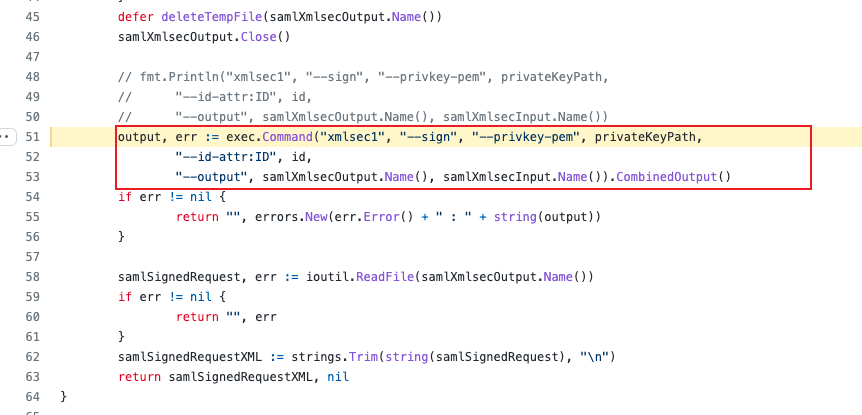 45 defer deleteTempFile(samlXmlsecOutput.Name())
46 samlXmlsecOutput.Close()
47
48 // fmt.Println("xmlsec1", "--sign", "--privkey-pem", privateKeyPath,
49 // "--id-attr:ID", id,
50 // "--output", samlXmlsecOutput.Name(), samlXmlsecInput.Name())
51 output, err := exec.Command("xmlsec1", "--sign", "--privkey-pem", privateKeyPath,
52 "--id-attr:ID", id,
53 "--output", samlXmlsecOutput.Name(), samlXmlsecInput.Name()).CombinedOutput()
54 if err != nil {
55 return "", errors.New(err.Error() + " : " + string(output))
56 }
57
58 samlSignedRequest, err := ioutil.ReadFile(samlXmlsecOutput.Name())
59 if err != nil {
60 return "", err
61 }
62 samlSignedRequestXML := strings.Trim(string(samlSignedRequest), "\n")
63 return samlSignedRequestXML, nil
64 }